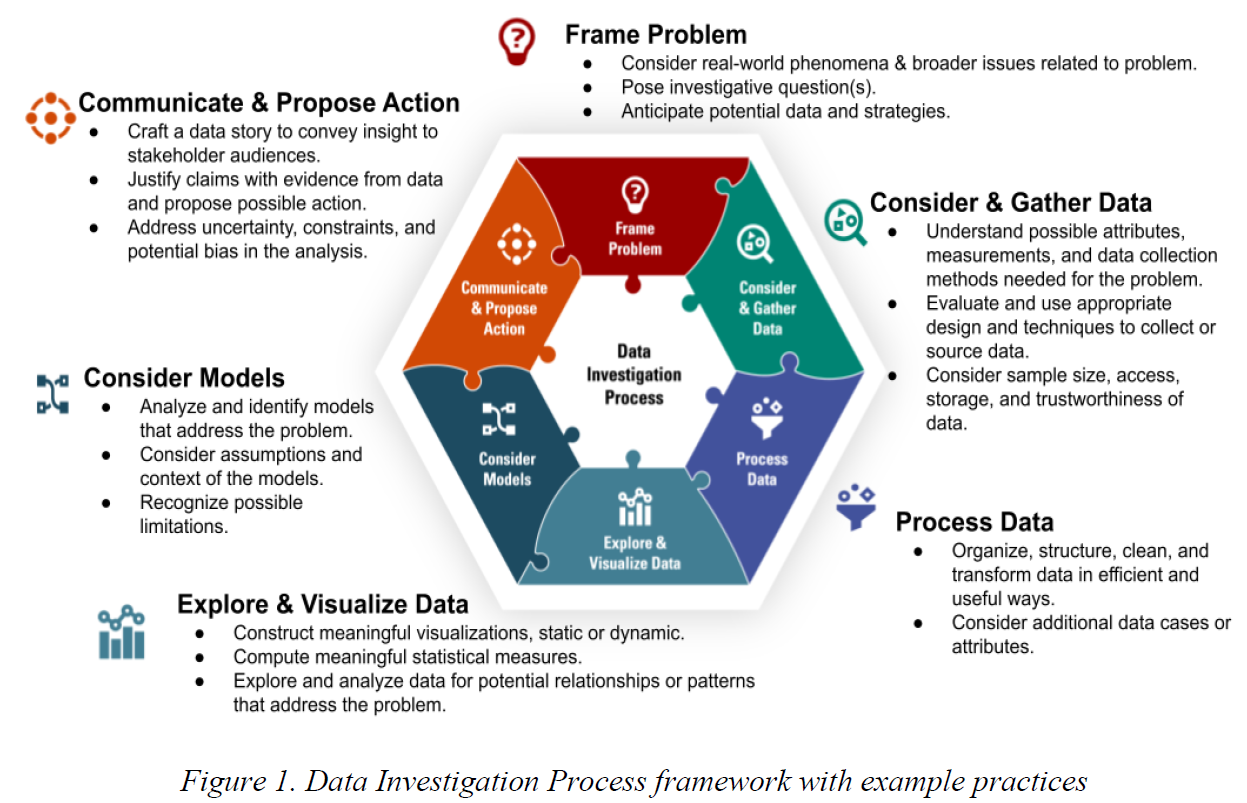 Frame Problem
● Consider real-world phenomena & broader issues related to problem.
● Pose investigative question(s).
● Anticipate potential data and strategies.
Communicate & Propose Action
● Craft a data story to convey insight to
stakeholder audiences.
● Justify claims with evidence from data
and propose possible action.
● Address uncertainty, constraints, and
potential bias in the analysis.
Consider & Gather Data
● Understand possible attributes,
measurements, and data collection
methods needed for the problem.
● Evaluate and use appropriate
design and techniques to collect or
source data.
● Consider sample size, access,
storage, and trustworthiness of
data.
Frame
Problem
Communicate
& Propose
Action
Consider
& Gather
Data
Data
Investigation
Process
Consider
Models
Process
Data
Explore &
Visualize Data
Consider Models
● Analyze and identify models
that address the problem.
● Consider assumptions and
context of the models.
● Recognize possible
limitations.
Process Data
● Organize, structure, clean, and
transform data in efficient and
useful ways.
● Consider additional data cases or
attributes.
Explore & Visualize Data
● Construct meaningful visualizations, static or dynamic.
● Compute meaningful statistical measures.
● Explore and analyze data for potential relationships or patterns
that address the problem.
Figure 1. Data Investigation Process framework with example practices